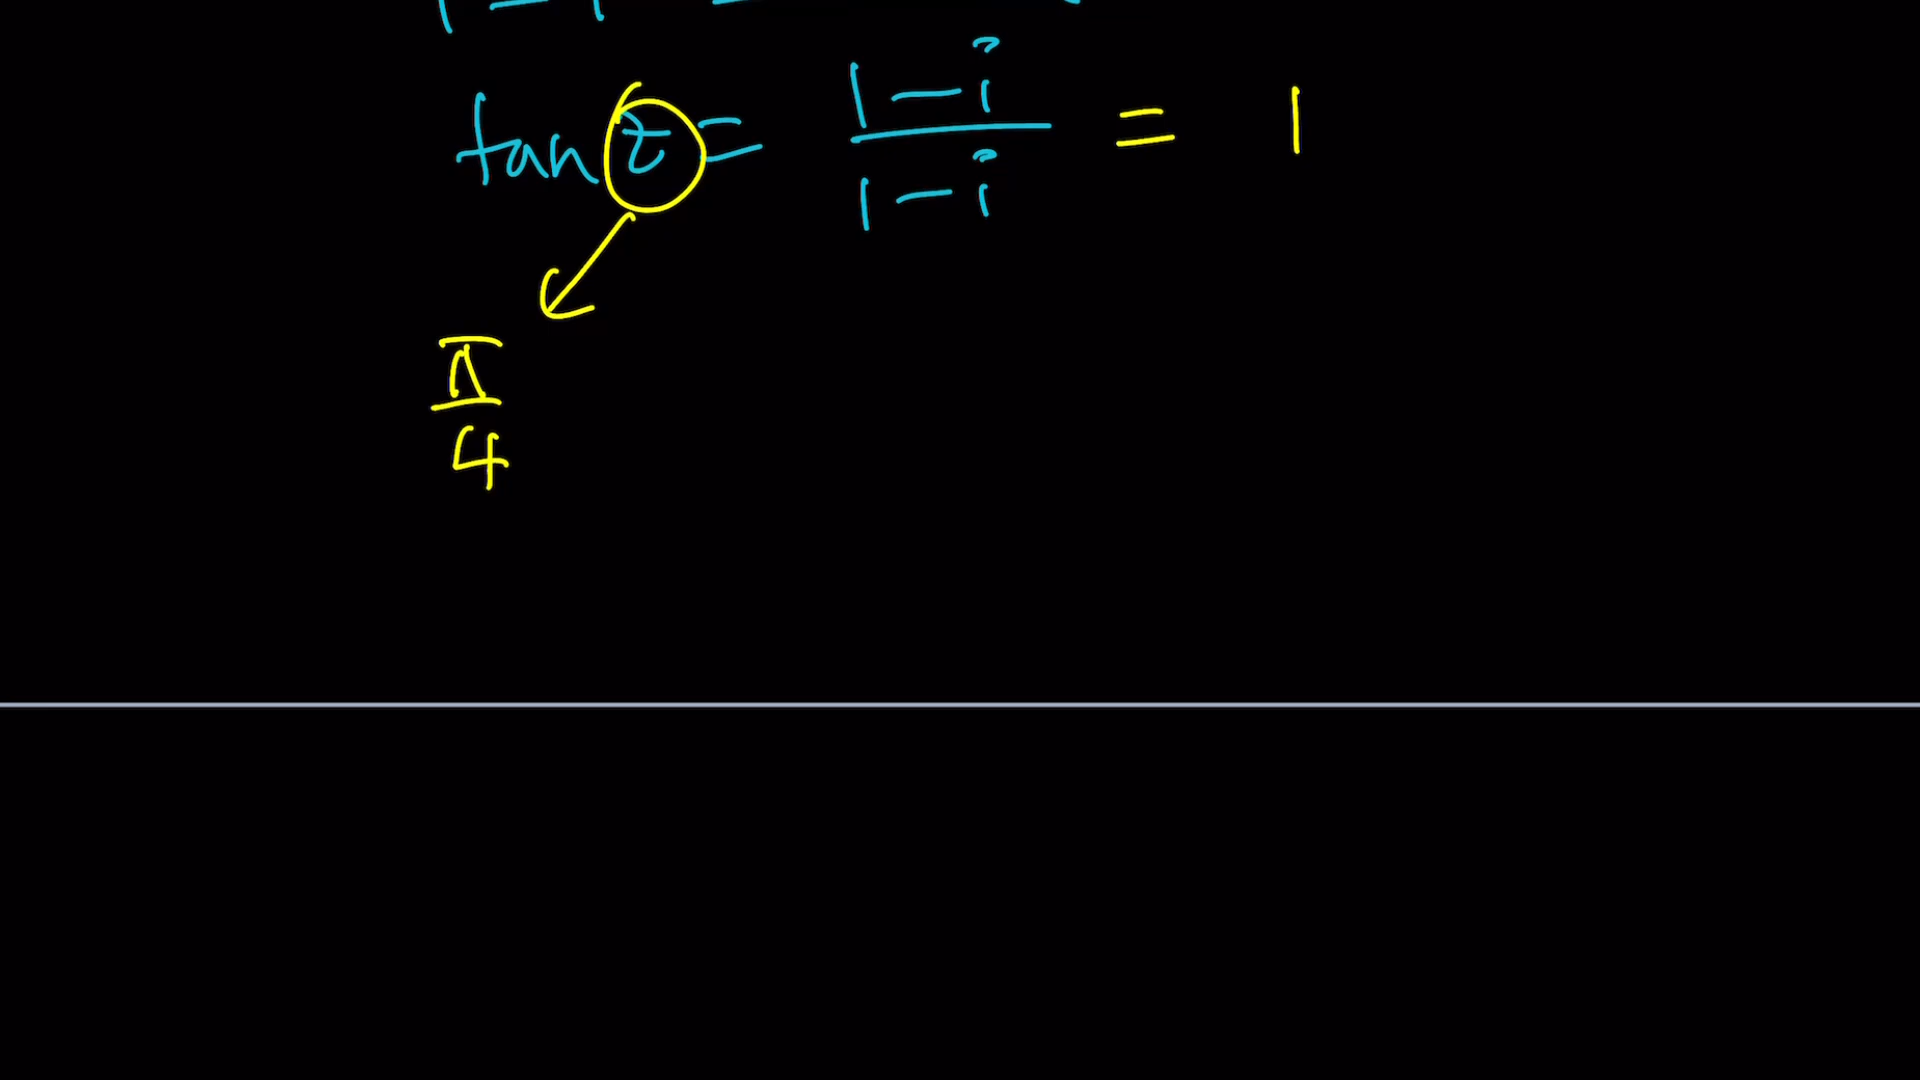 tan z = (1 - i)/(1 - i) = 1
π/4